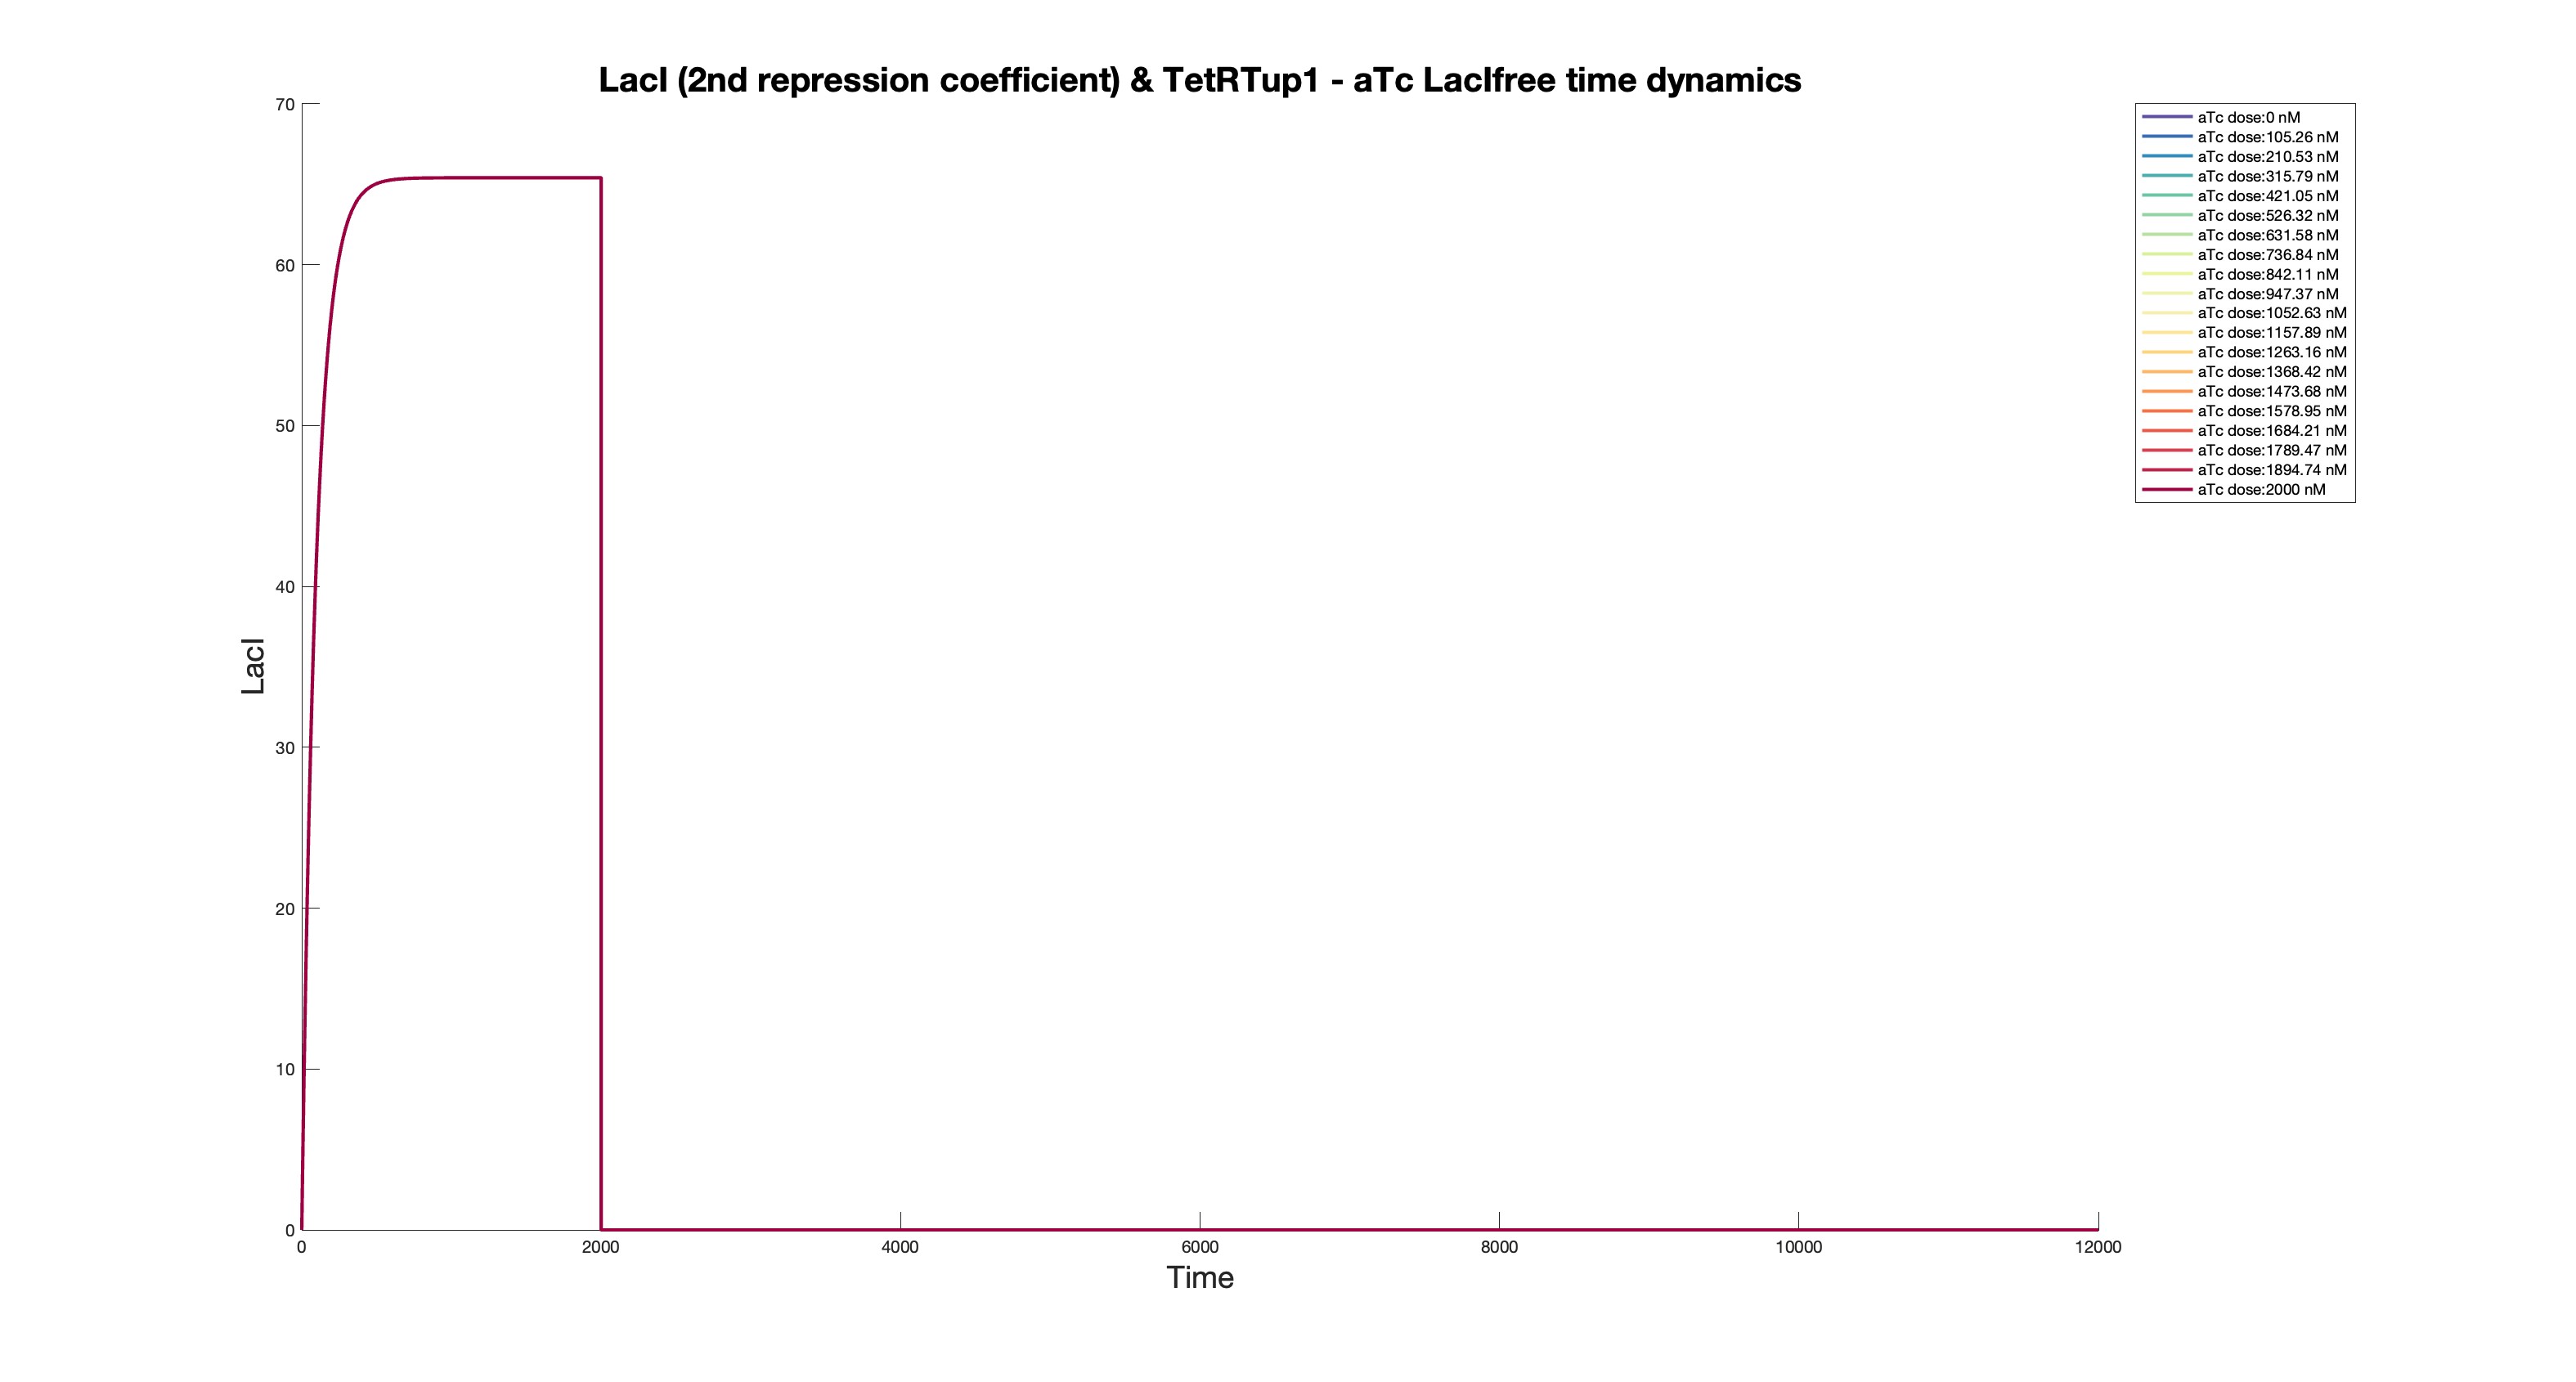 LacI (2nd repression coefficient) & TetRTup1 - aTc LacIfree time dynamics
70
60
50
40
30
20
10
0
LacI
0 2000 4000 6000 8000 10000 12000
Time
aTc dose:0 nM
aTc dose:105.26 nM
aTc dose:210.53 nM
aTc dose:315.79 nM
aTc dose:421.05 nM
aTc dose:526.32 nM
aTc dose:631.58 nM
aTc dose:736.84 nM
aTc dose:842.11 nM
aTc dose:947.37 nM
aTc dose:1052.63 nM
aTc dose:1157.89 nM
aTc dose:1263.16 nM
aTc dose:1368.42 nM
aTc dose:1473.68 nM
aTc dose:1578.95 nM
aTc dose:1684.21 nM
aTc dose:1789.47 nM
aTc dose:1894.74 nM
aTc dose:2000 nM